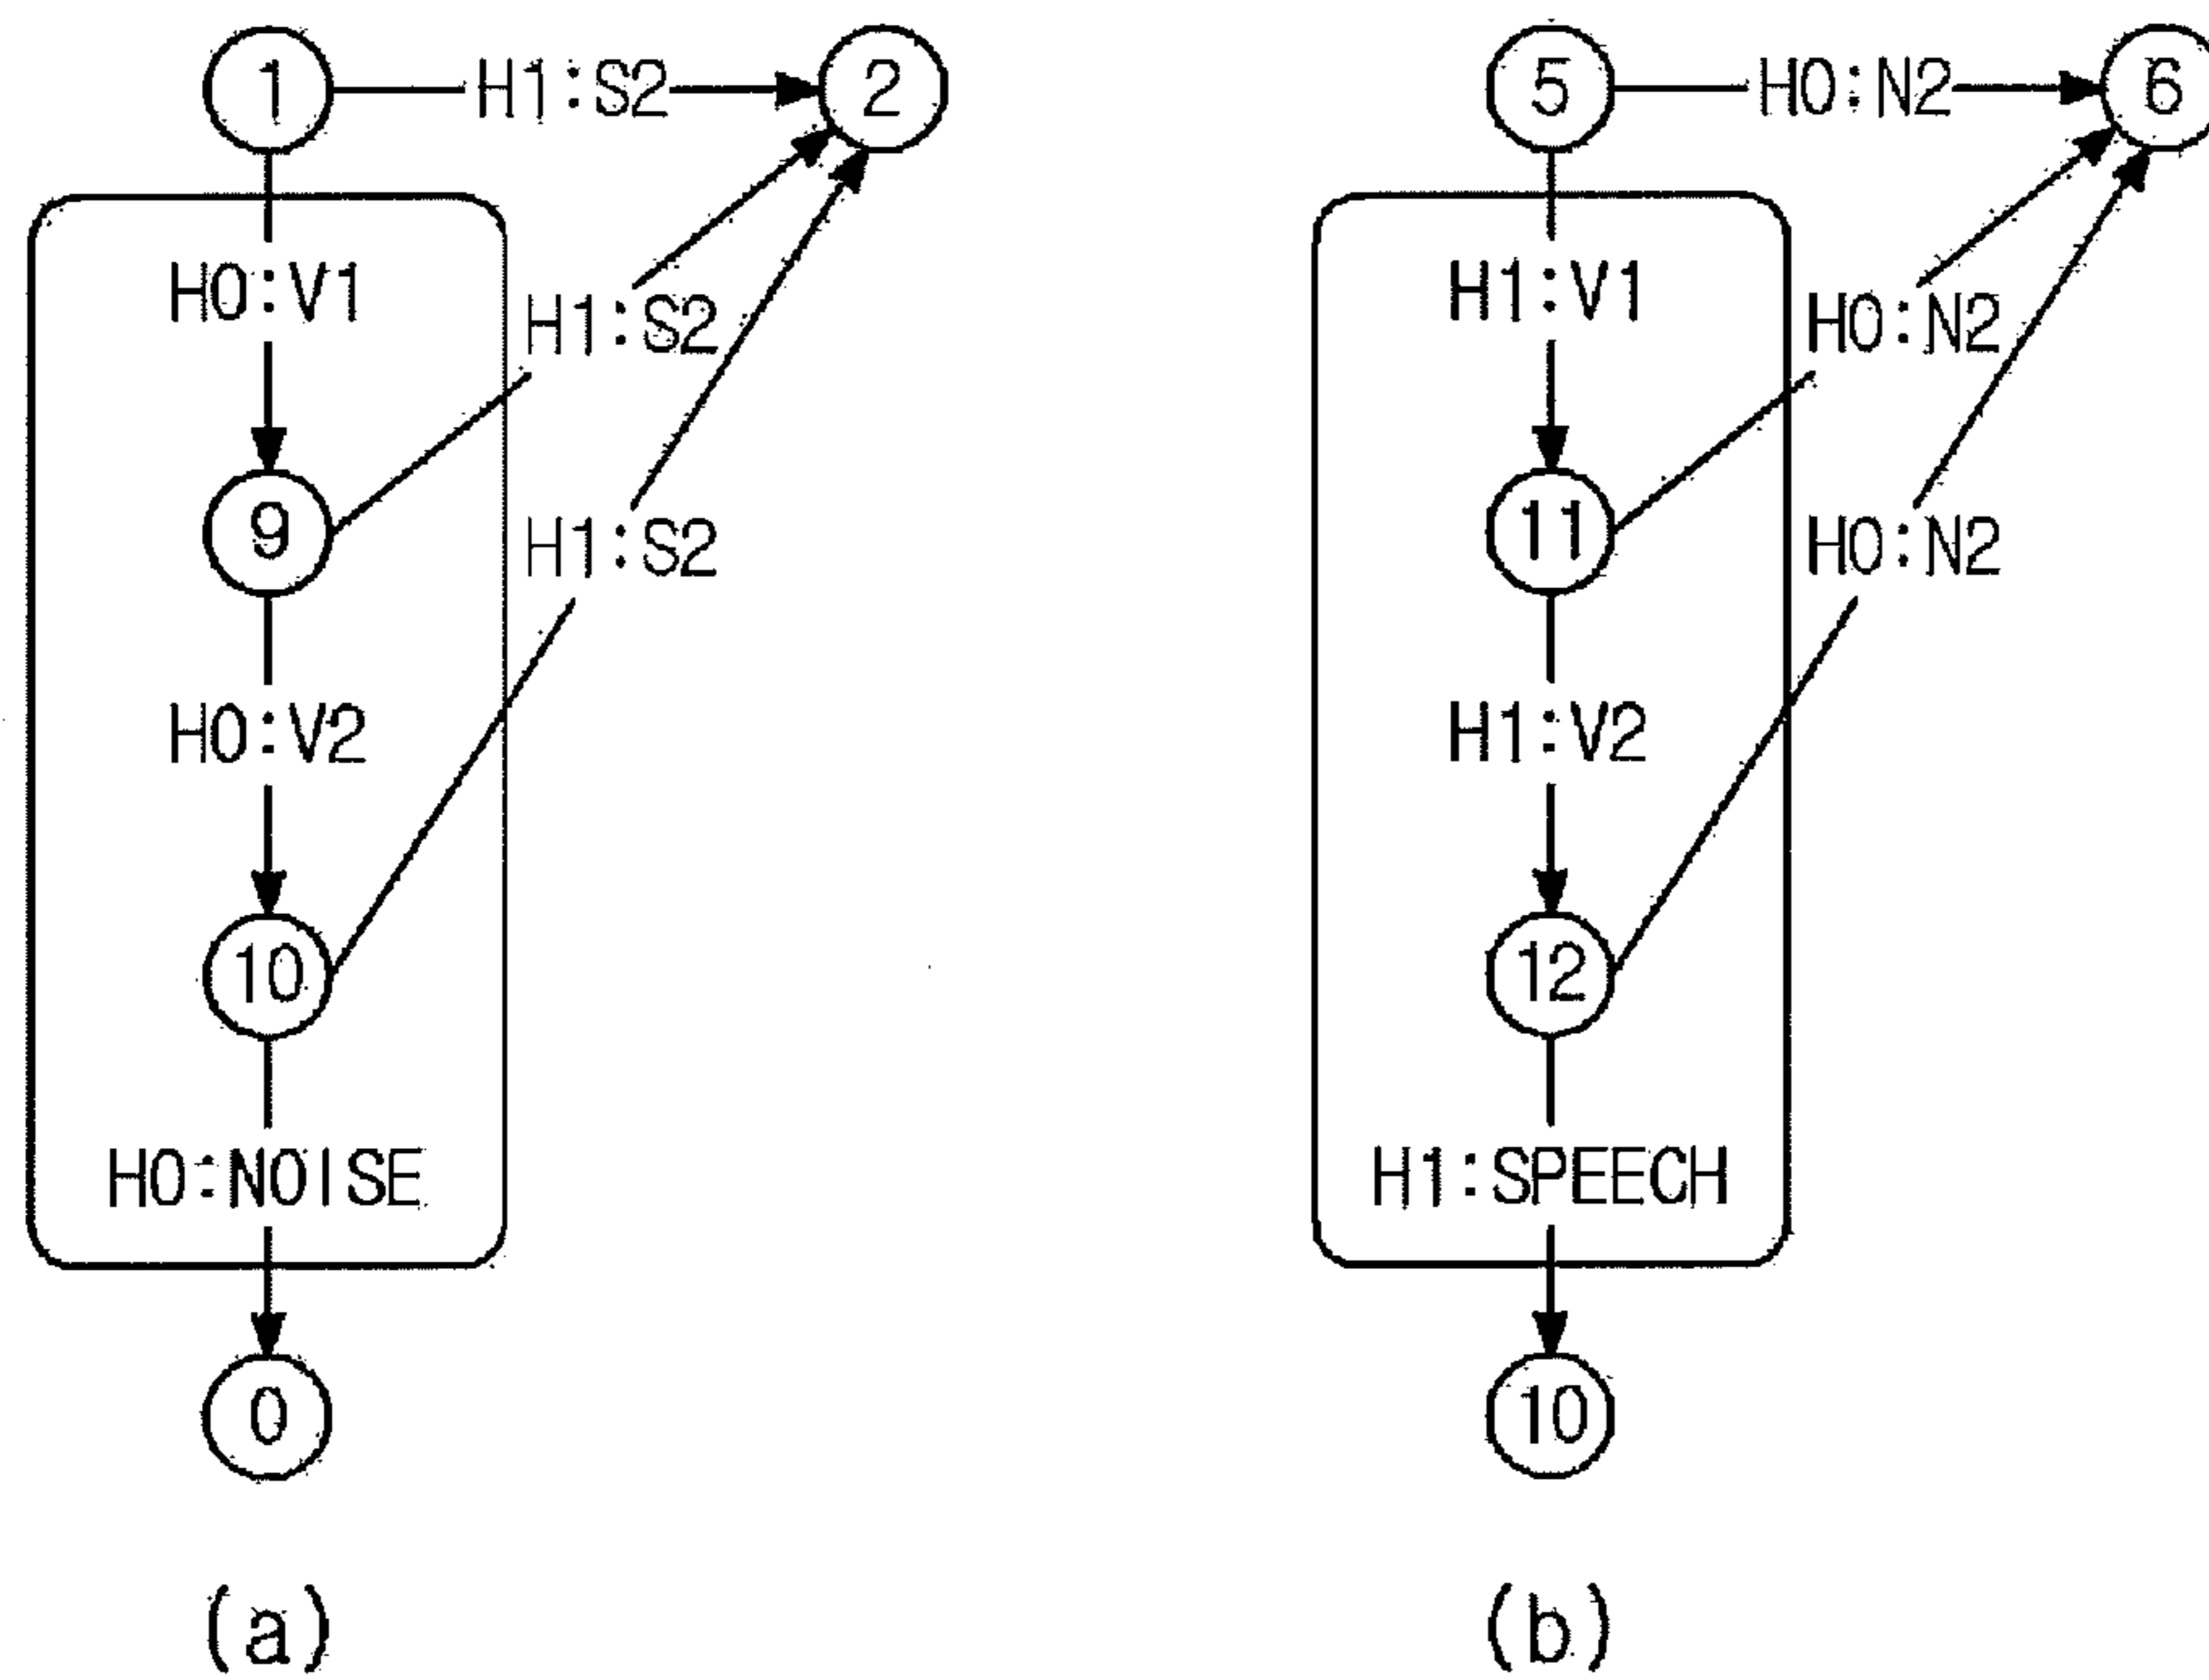 1 H1:S2 2
H0:V1
H1:S2
9
H1:S2
H0:V2
10
H0:NOISE
0
(a)
5 H0:N2 6
H1:V1
H0:N2
11
H0:N2
H1:V2
12
H1:SPEECH
10
(b)